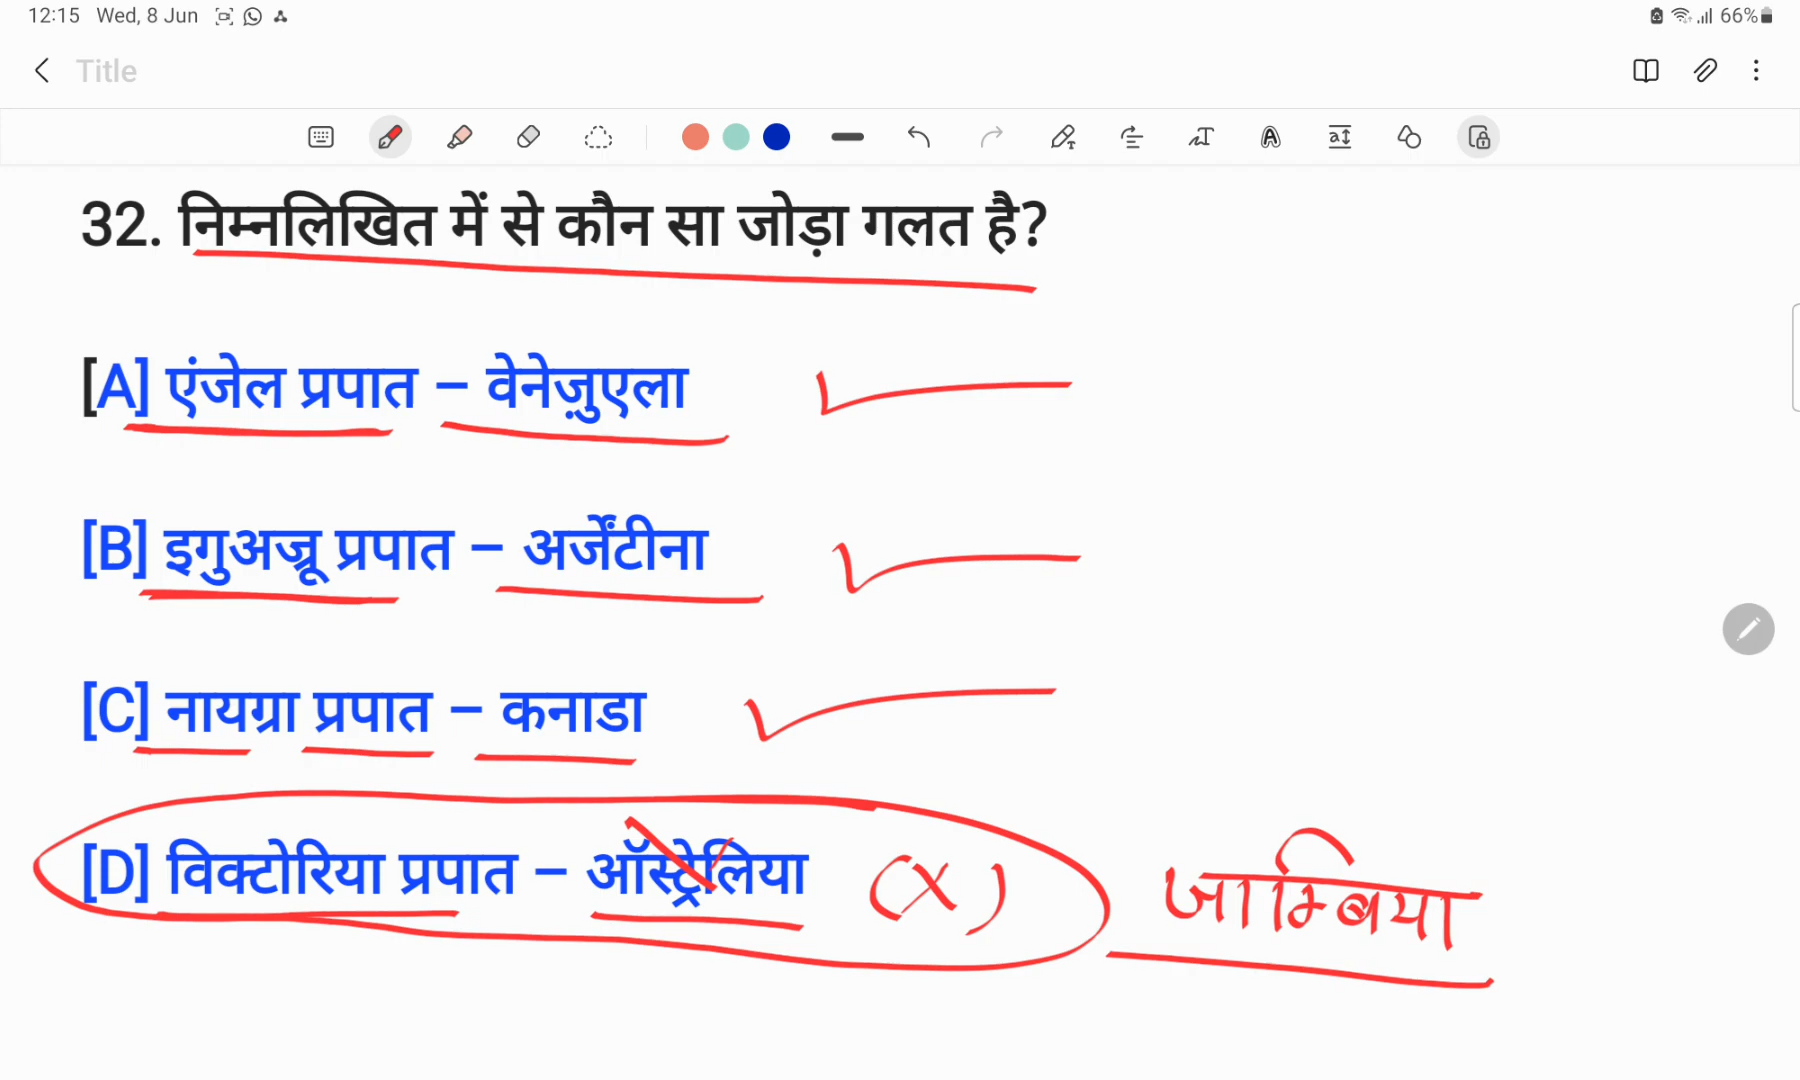 12:15 Wed, 8 Jun 66%
Title
32. निम्नलिखित में से कौन सा जोड़ा गलत है?
[A] एंजेल प्रपात – वेनेज़ुएला
[B] इगुअज्रू प्रपात – अर्जेंटीना
[C] नायग्रा प्रपात – कनाडा
[D] विक्टोरिया प्रपात – ऑस्ट्रेलिया (X) जाम्बिया